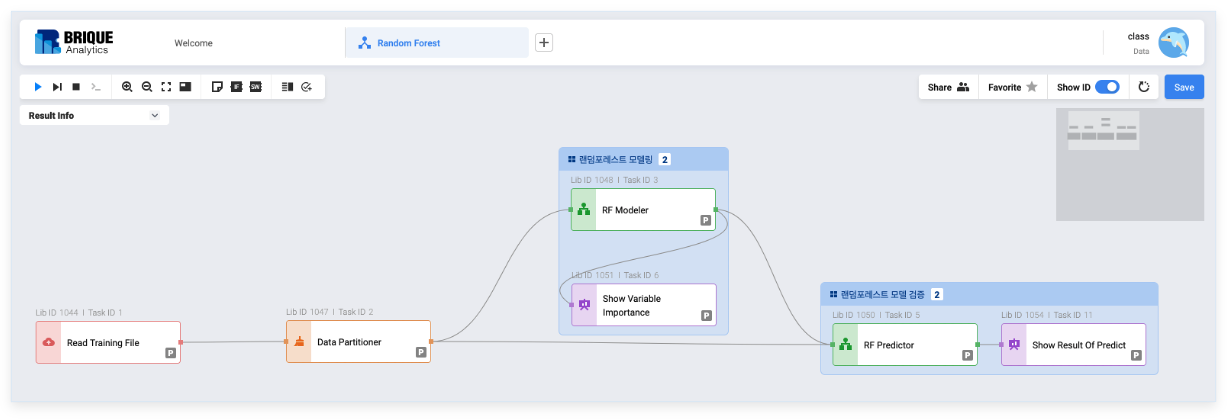 BRIQUE
Analytics
Welcome
Random Forest
class
Data
IF
SW
Share
Favorite
Show ID
Save
Result Info
랜덤포레스트 모델링 2
Lib ID 1048 | Task ID 3
RF Modeler
P
Lib ID 1051 | Task ID 6
Show Variable
Importance
P
랜덤포레스트 모델 검증 2
Lib ID 1044 | Task ID 1
Read Training File
P
Lib ID 1047 | Task ID 2
Data Partitioner
P
Lib ID 1050 | Task ID 5
RF Predictor
P
Lib ID 1054 | Task ID 11
Show Result Of Predict
P